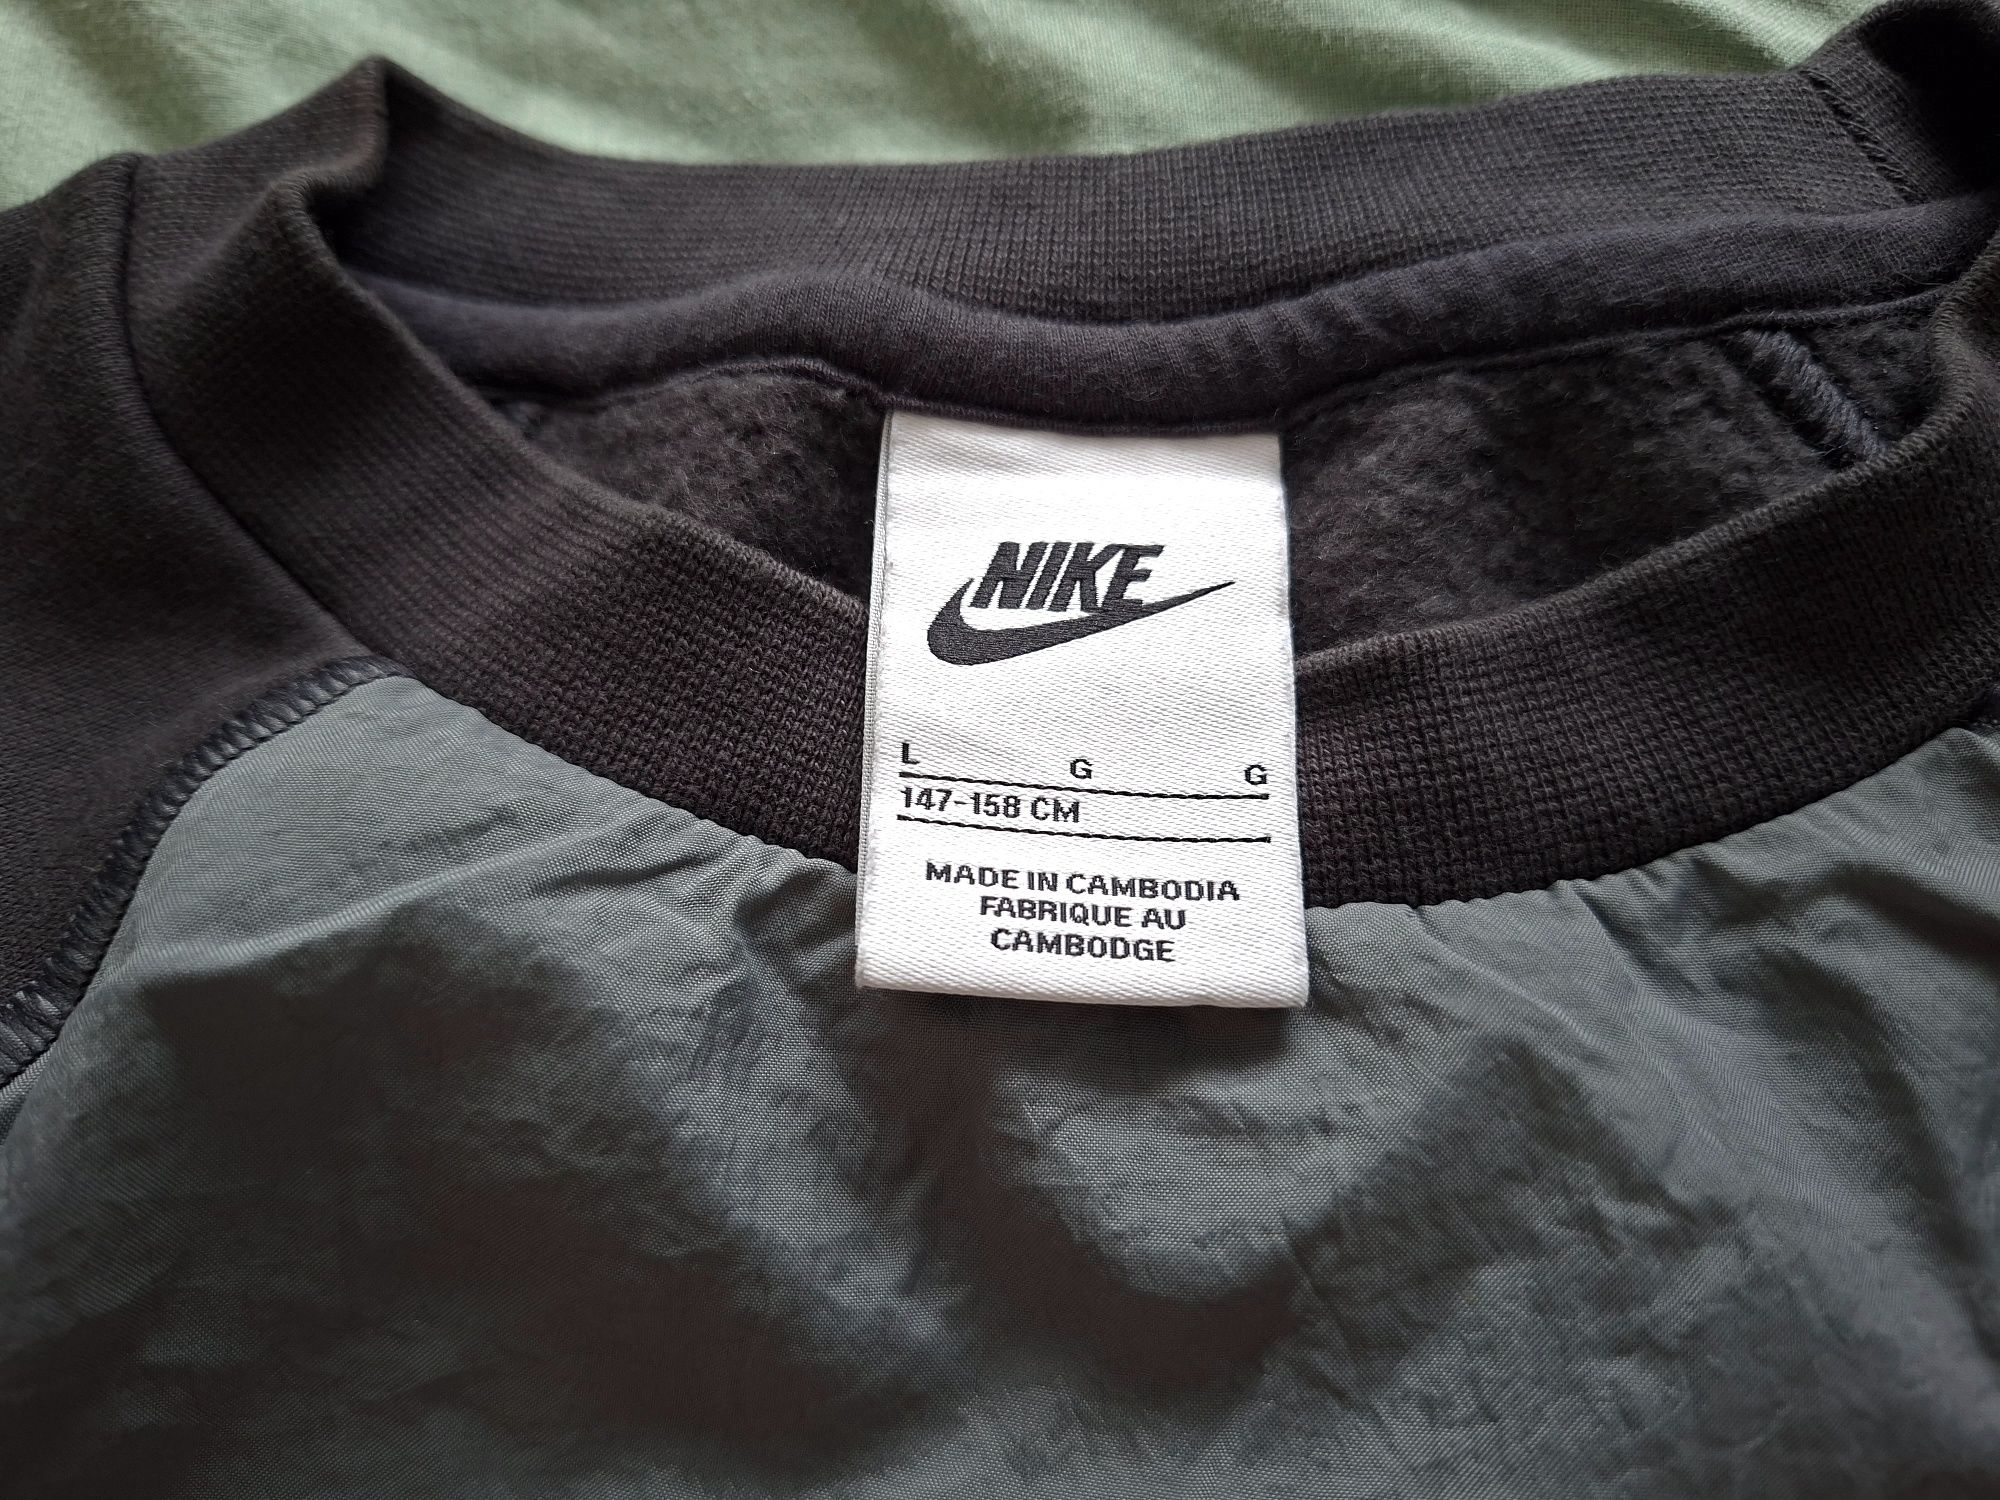 NIKE
L G G
147-158 CM
MADE IN CAMBODIA
FABRIQUE AU
CAMBODGE